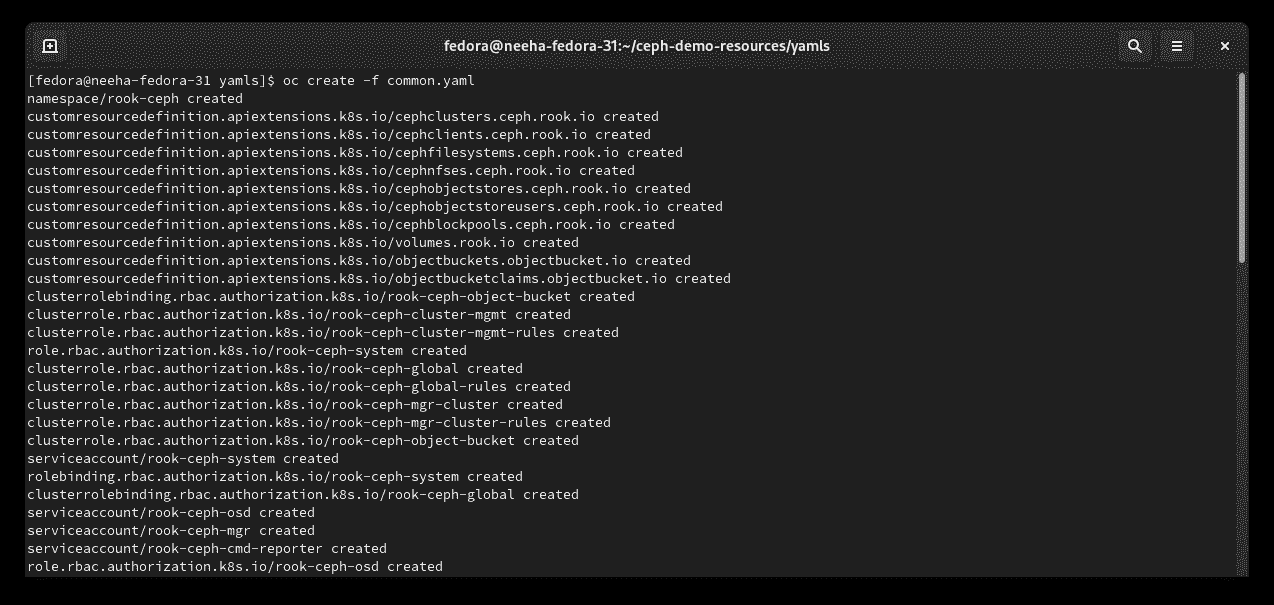 fedora@neeha-fedora-31:~/ceph-demo-resources/yamls
[fedora@neeha-fedora-31 yamls]$ oc create -f common.yaml
namespace/rook-ceph created
customresourcedefinition.apiextensions.k8s.io/cephclusters.ceph.rook.io created
customresourcedefinition.apiextensions.k8s.io/cephclients.ceph.rook.io created
customresourcedefinition.apiextensions.k8s.io/cephfilesystems.ceph.rook.io created
customresourcedefinition.apiextensions.k8s.io/cephnfses.ceph.rook.io created
customresourcedefinition.apiextensions.k8s.io/cephobjectstores.ceph.rook.io created
customresourcedefinition.apiextensions.k8s.io/cephobjectstoreusers.ceph.rook.io created
customresourcedefinition.apiextensions.k8s.io/cephblockpools.ceph.rook.io created
customresourcedefinition.apiextensions.k8s.io/volumes.rook.io created
customresourcedefinition.apiextensions.k8s.io/objectbuckets.objectbucket.io created
customresourcedefinition.apiextensions.k8s.io/objectbucketclaims.objectbucket.io created
clusterrolebinding.rbac.authorization.k8s.io/rook-ceph-object-bucket created
clusterrole.rbac.authorization.k8s.io/rook-ceph-cluster-mgmt created
clusterrole.rbac.authorization.k8s.io/rook-ceph-cluster-mgmt-rules created
role.rbac.authorization.k8s.io/rook-ceph-system created
clusterrole.rbac.authorization.k8s.io/rook-ceph-global created
clusterrole.rbac.authorization.k8s.io/rook-ceph-global-rules created
clusterrole.rbac.authorization.k8s.io/rook-ceph-mgr-cluster created
clusterrole.rbac.authorization.k8s.io/rook-ceph-mgr-cluster-rules created
clusterrole.rbac.authorization.k8s.io/rook-ceph-object-bucket created
serviceaccount/rook-ceph-system created
rolebinding.rbac.authorization.k8s.io/rook-ceph-system created
clusterrolebinding.rbac.authorization.k8s.io/rook-ceph-global created
serviceaccount/rook-ceph-osd created
serviceaccount/rook-ceph-mgr created
serviceaccount/rook-ceph-cmd-reporter created
role.rbac.authorization.k8s.io/rook-ceph-osd created